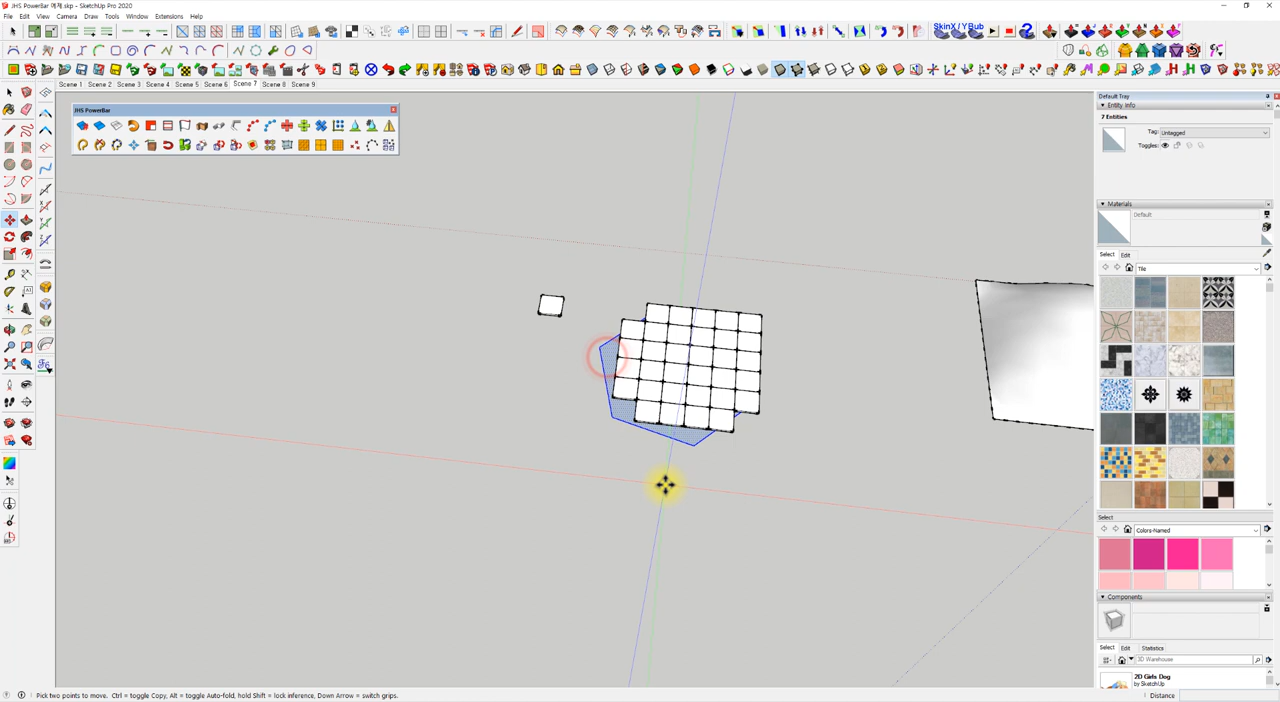 JHS PowerBar 예제.skp - SketchUp Pro 2020
File Edit View Camera Draw Tools Window Extensions Help
SkinX/YBub
Scene 1 Scene 2 Scene 3 Scene 4 Scene 5 Scene 6 Scene 7 Scene 8 Scene 9
JHS PowerBar
Default Tray
Entity Info
7 Entities
Tag: Untagged
Toggles:
Materials
Default
Select Edit
Tile
Select
Colors-Named
Components
Select Edit Statistics
3D Warehouse
2D Girls Dog
by SketchUp
Pick two points to move. Ctrl = toggle Copy, Alt = toggle Auto-fold, hold Shift = lock inference, Down Arrow = switch grips.
Distance